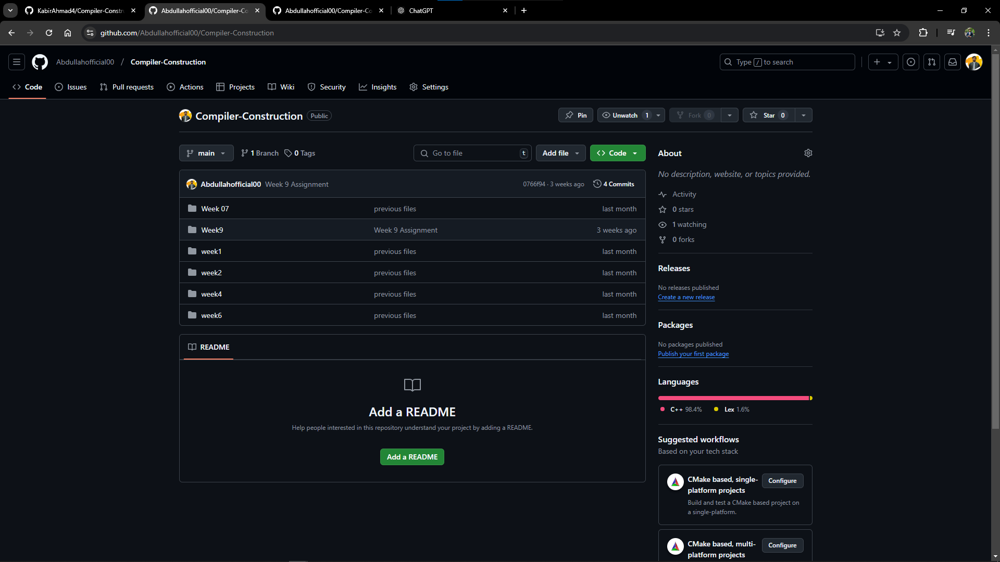 KabirAhmad4/Compiler-Constr
Abdullahofficial00/Compiler-Co
Abdullahofficial00/Compiler-Co
ChatGPT
github.com/Abdullahofficial00/Compiler-Construction
Abdullahofficial00 / Compiler-Construction
Type / to search
Code
Issues
Pull requests
Actions
Projects
Wiki
Security
Insights
Settings
Compiler-Construction Public
Pin
Unwatch 1
Fork 0
Star 0
main
1 Branch
0 Tags
Go to file t
Add file
Code
Abdullahofficial00 Week 9 Assignment 0766f94 · 3 weeks ago 4 Commits
Week 07 previous files last month
Week9 Week 9 Assignment 3 weeks ago
week1 previous files last month
week2 previous files last month
week4 previous files last month
week6 previous files last month
README
Add a README
Help people interested in this repository understand your project by adding a README.
Add a README
About
No description, website, or topics provided.
Activity
0 stars
1 watching
0 forks
Releases
No releases published
Create a new release
Packages
No packages published
Publish your first package
Languages
C++ 98.4% Lex 1.6%
Suggested workflows
Based on your tech stack
CMake based, single-
platform projects
Configure
Build and test a CMake based project on
a single-platform.
CMake based, multi-
platform projects
Configure